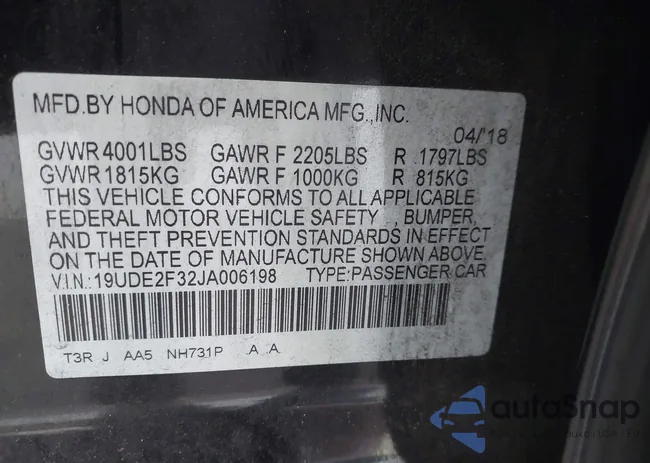 MFD.BY HONDA OF AMERICA MFG.,INC.
04/'18
GVWR 4001LBS GAWR F 2205LBS R 1797LBS
GVWR 1815KG GAWR F 1000KG R 815KG
THIS VEHICLE CONFORMS TO ALL APPLICABLE
FEDERAL MOTOR VEHICLE SAFETY , BUMPER,
AND THEFT PREVENTION STANDARDS IN EFFECT
ON THE DATE OF MANUFACTURE SHOWN ABOVE.
V.I.N.:19UDE2F32JA006198 TYPE:PASSENGER CAR
T3R J AA5 NH731P A A
autoSnap